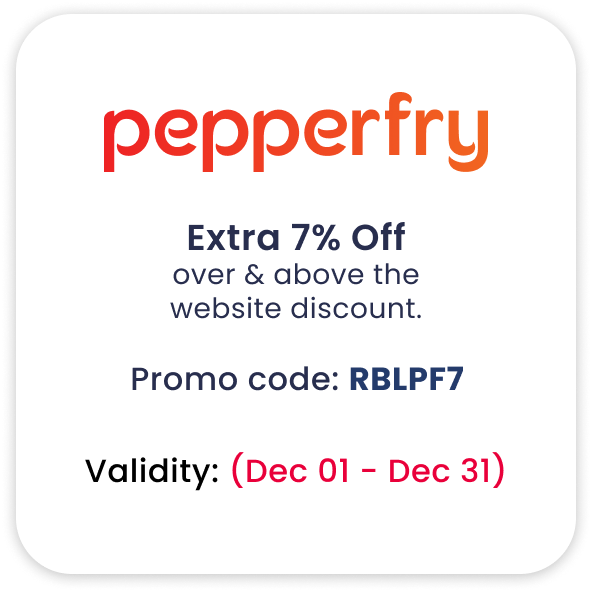 pepperfry
Extra 7% Off
over & above the
website discount.
Promo code: RBLPF7
Validity: (Dec 01 - Dec 31)